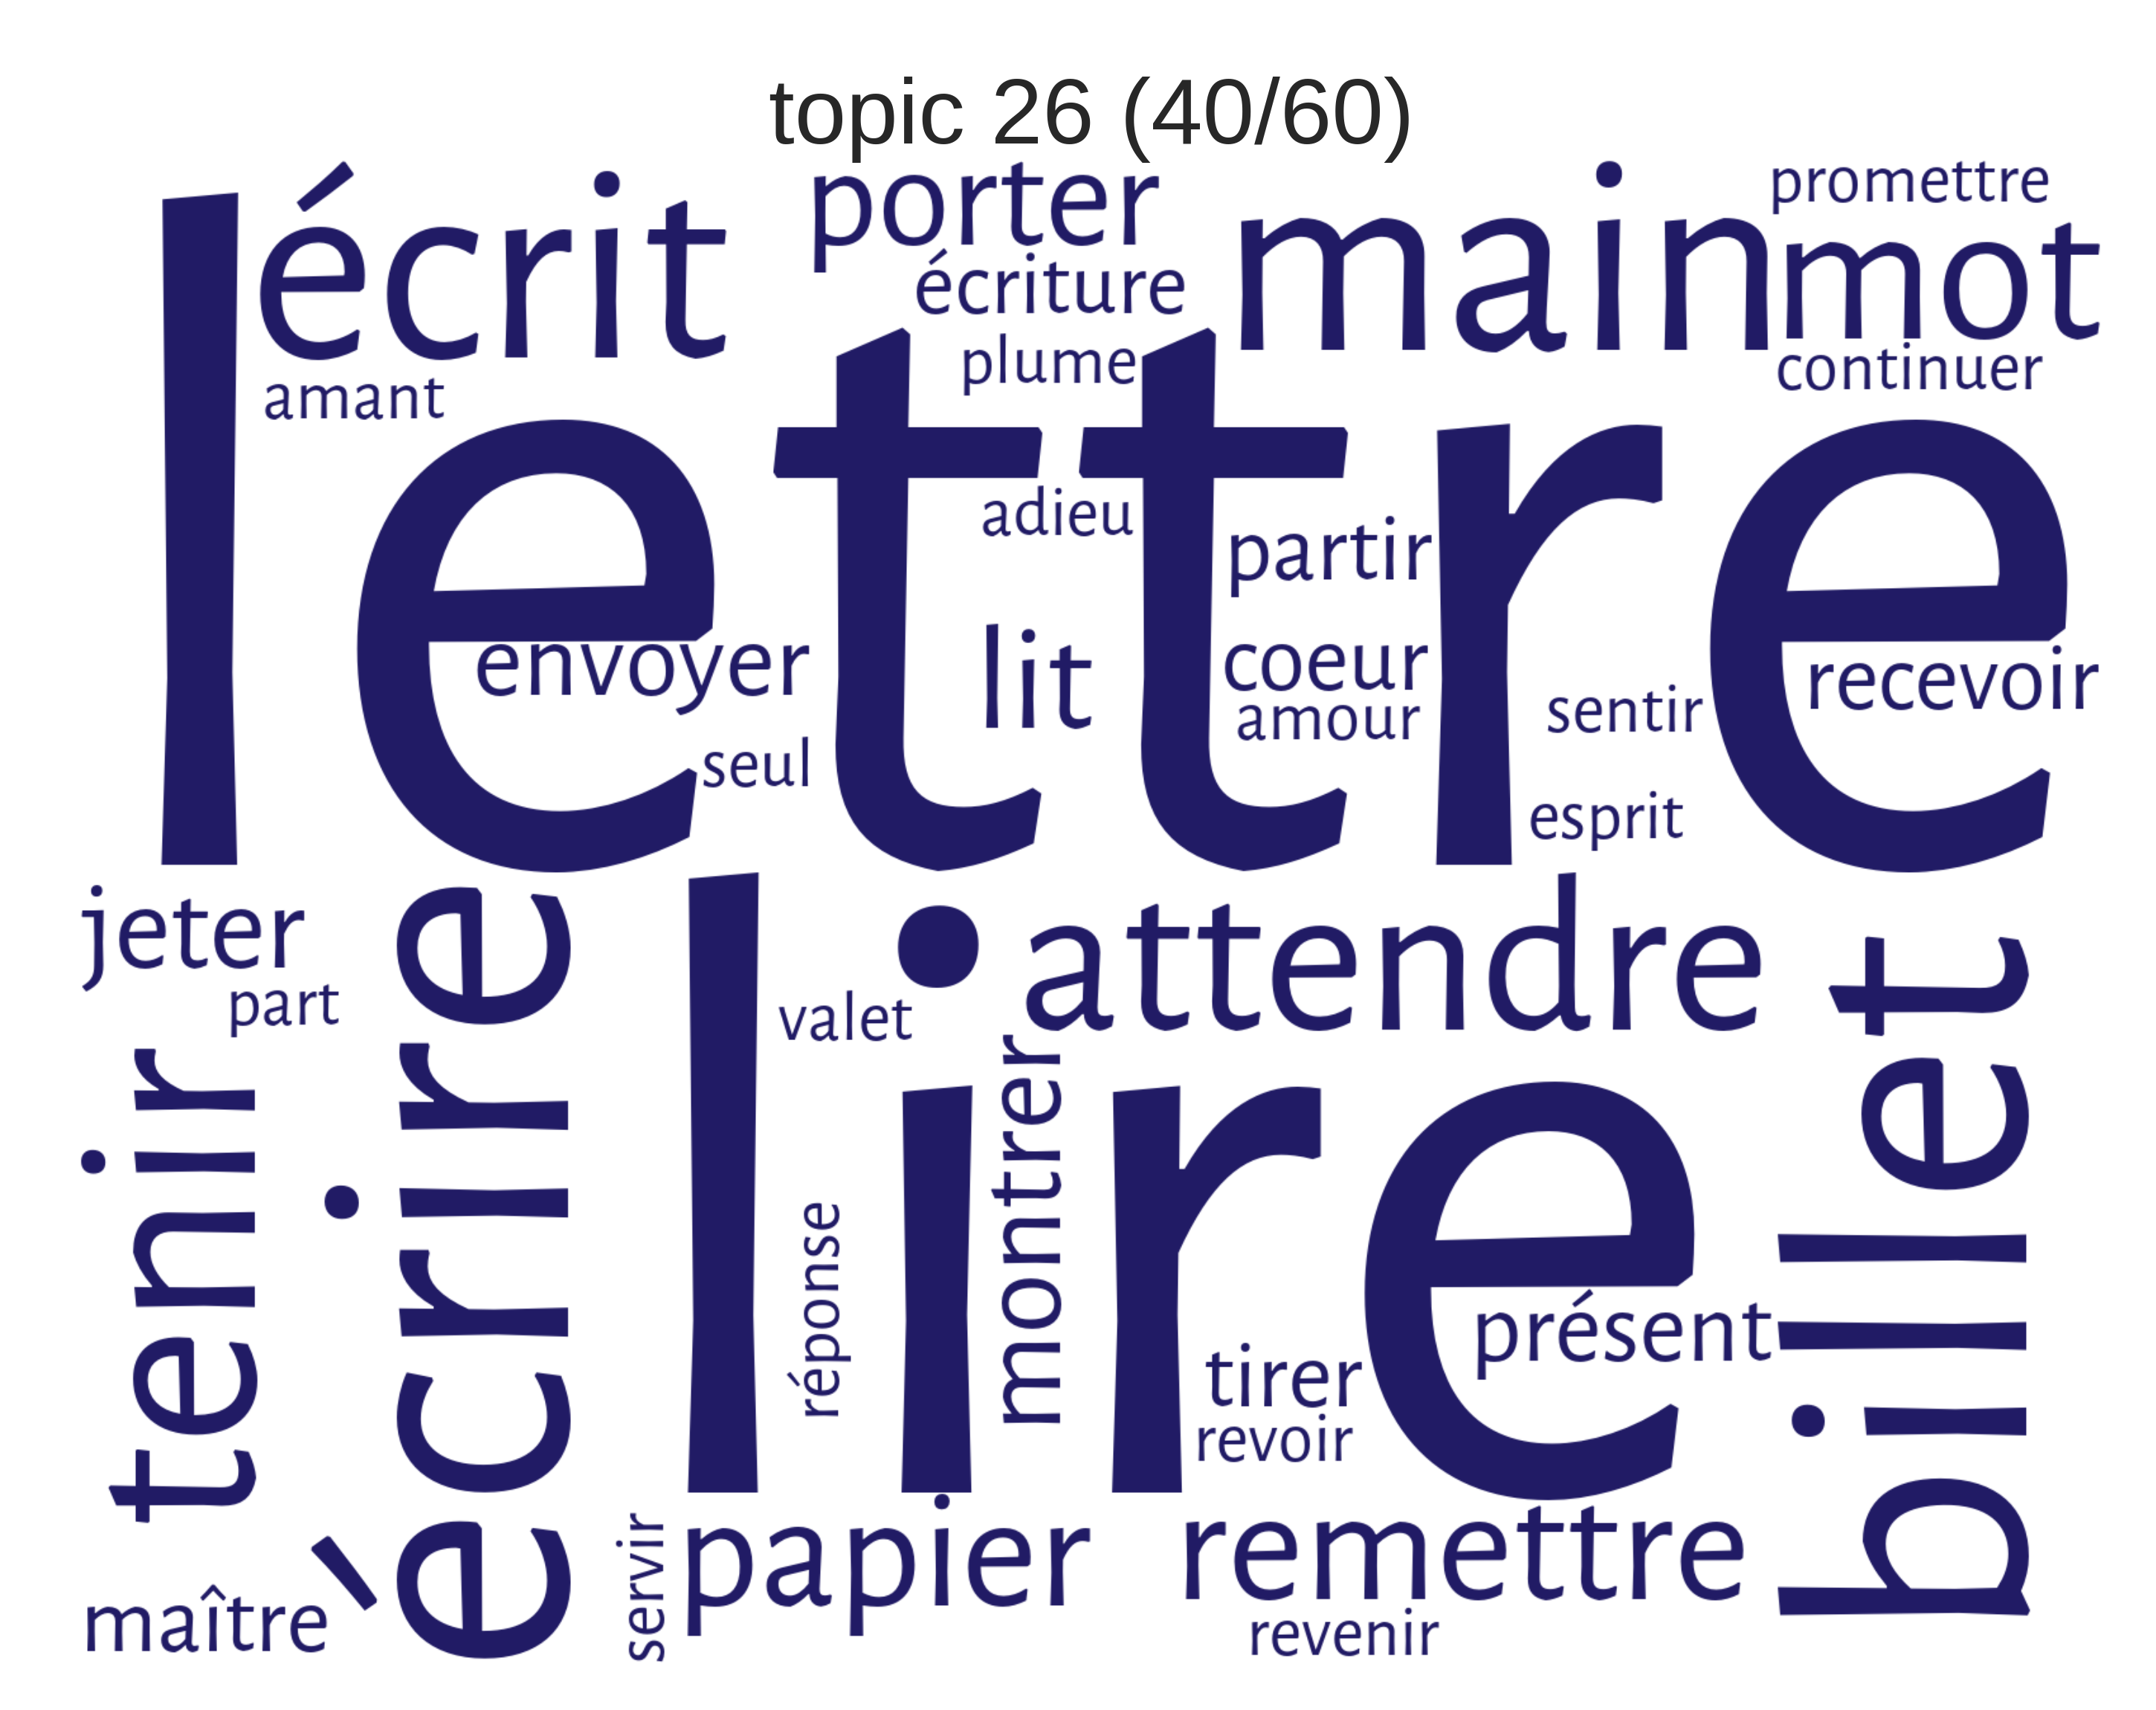 topic 26 (40/60)
écrit
porter
promettre
main
mot
écriture
plume
continuer
amant
lettre
adieu
partir
envoyer
lit
coeur
recevoir
amour
sentir
seul
esprit
jeter
attendre
part
valet
écrire
lire
billet
tenir
montrer
réponse
présent
tirer
revoir
servir
papier
remettre
maître
revenir